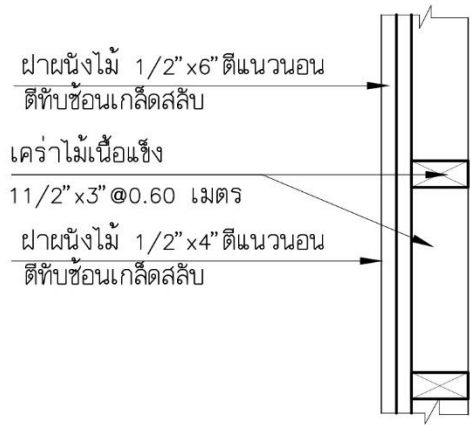 ฝาผนังไม้ 1/2"x6"ตีแนวนอน
ตีทับซ้อนเกล็ดสลับ
เคร่าไม้เนื้อแข็ง
11/2"x3"@0.60 เมตร
ฝาผนังไม้ 1/2"x4"ตีแนวนอน
ตีทับซ้อนเกล็ดสลับ